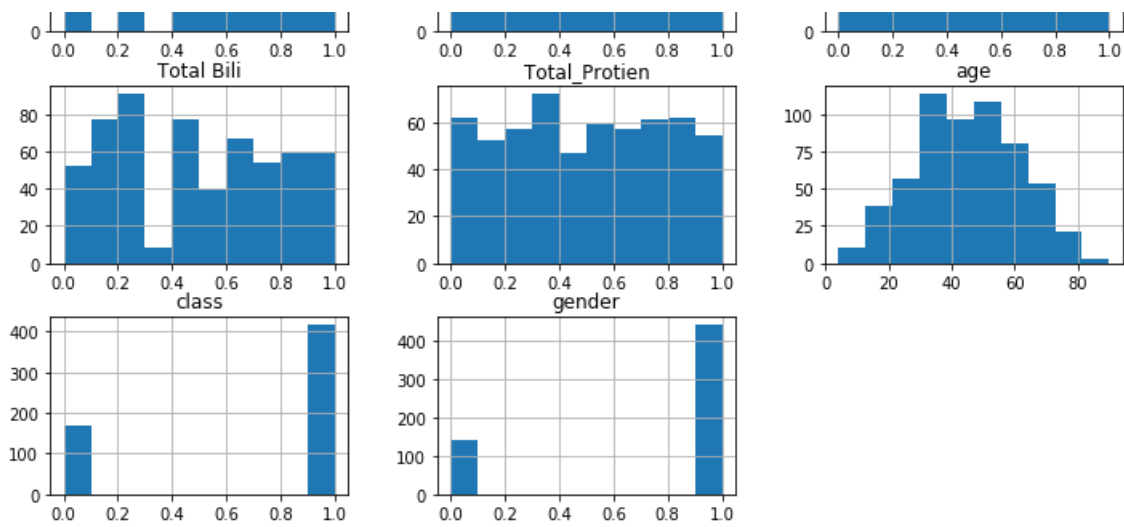 0 0 0
0.0 0.2 0.4 0.6 0.8 1.0 0.0 0.2 0.4 0.6 0.8 1.0 0.0 0.2 0.4 0.6 0.8 1.0
Total Bili Total_Protien age
80 60 100
60 75
40 40 50
20 20 25
0 0 0
0.0 0.2 0.4 0.6 0.8 1.0 0.0 0.2 0.4 0.6 0.8 1.0 0 20 40 60 80
class gender
400 400
300 300
200 200
100 100
0 0
0.0 0.2 0.4 0.6 0.8 1.0 0.0 0.2 0.4 0.6 0.8 1.0